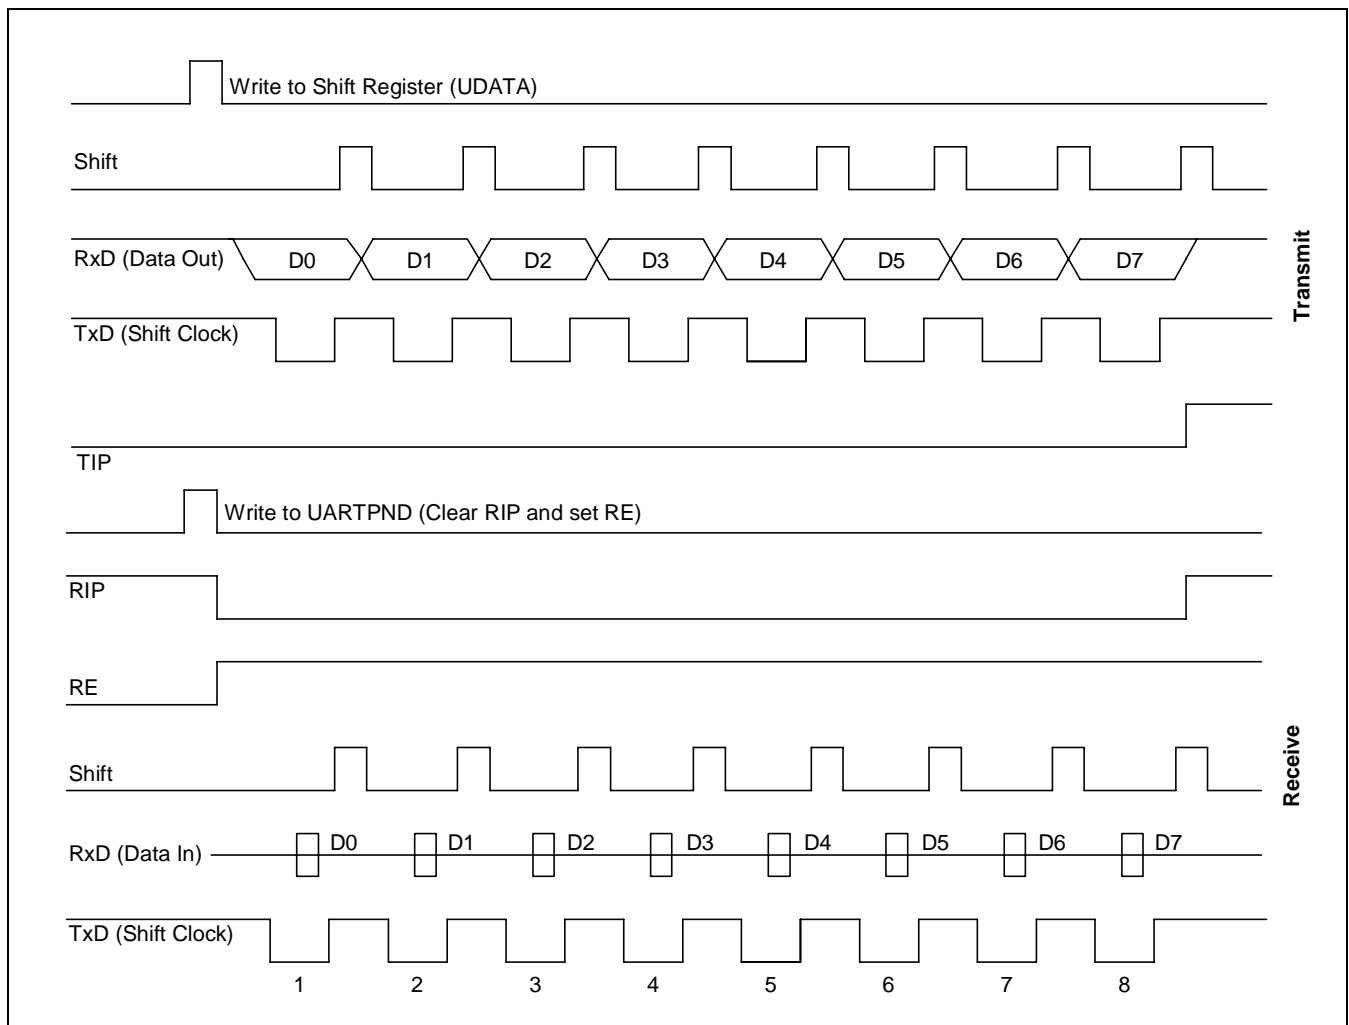 Write to Shift Register (UDATA)
Shift
RxD (Data Out) D0 D1 D2 D3 D4 D5 D6 D7
TxD (Shift Clock)
TIP
Transmit
Write to UARTPND (Clear RIP and set RE)
RIP
RE
Shift
RxD (Data In) D0 D1 D2 D3 D4 D5 D6 D7
TxD (Shift Clock)
1 2 3 4 5 6 7 8
Receive